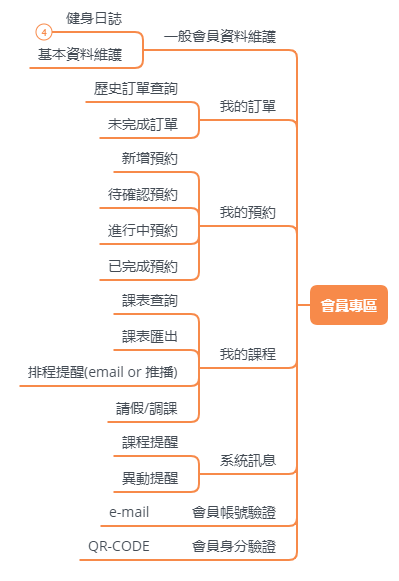 健身日誌
4
一般會員資料維護
基本資料維護
歷史訂單查詢
我的訂單
未完成訂單
新增預約
待確認預約
我的預約
進行中預約
已完成預約
課表查詢
課表匯出
我的課程
排程提醒(email or 推播)
請假/調課
課程提醒
系統訊息
異動提醒
e-mail 會員帳號驗證
QR-CODE 會員身分驗證
會員專區